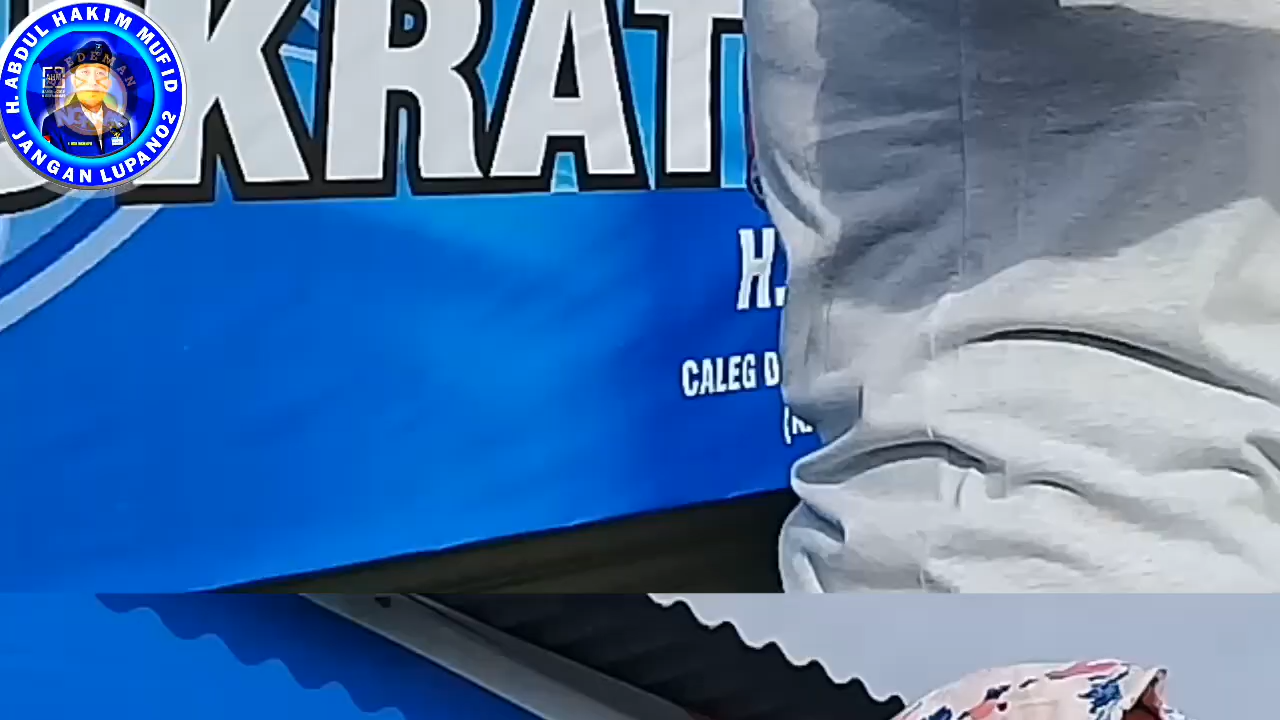 H. ABDUL HAKIM MUFID
JANGAN LUPA NO2
KRAT
H.
CALEG D